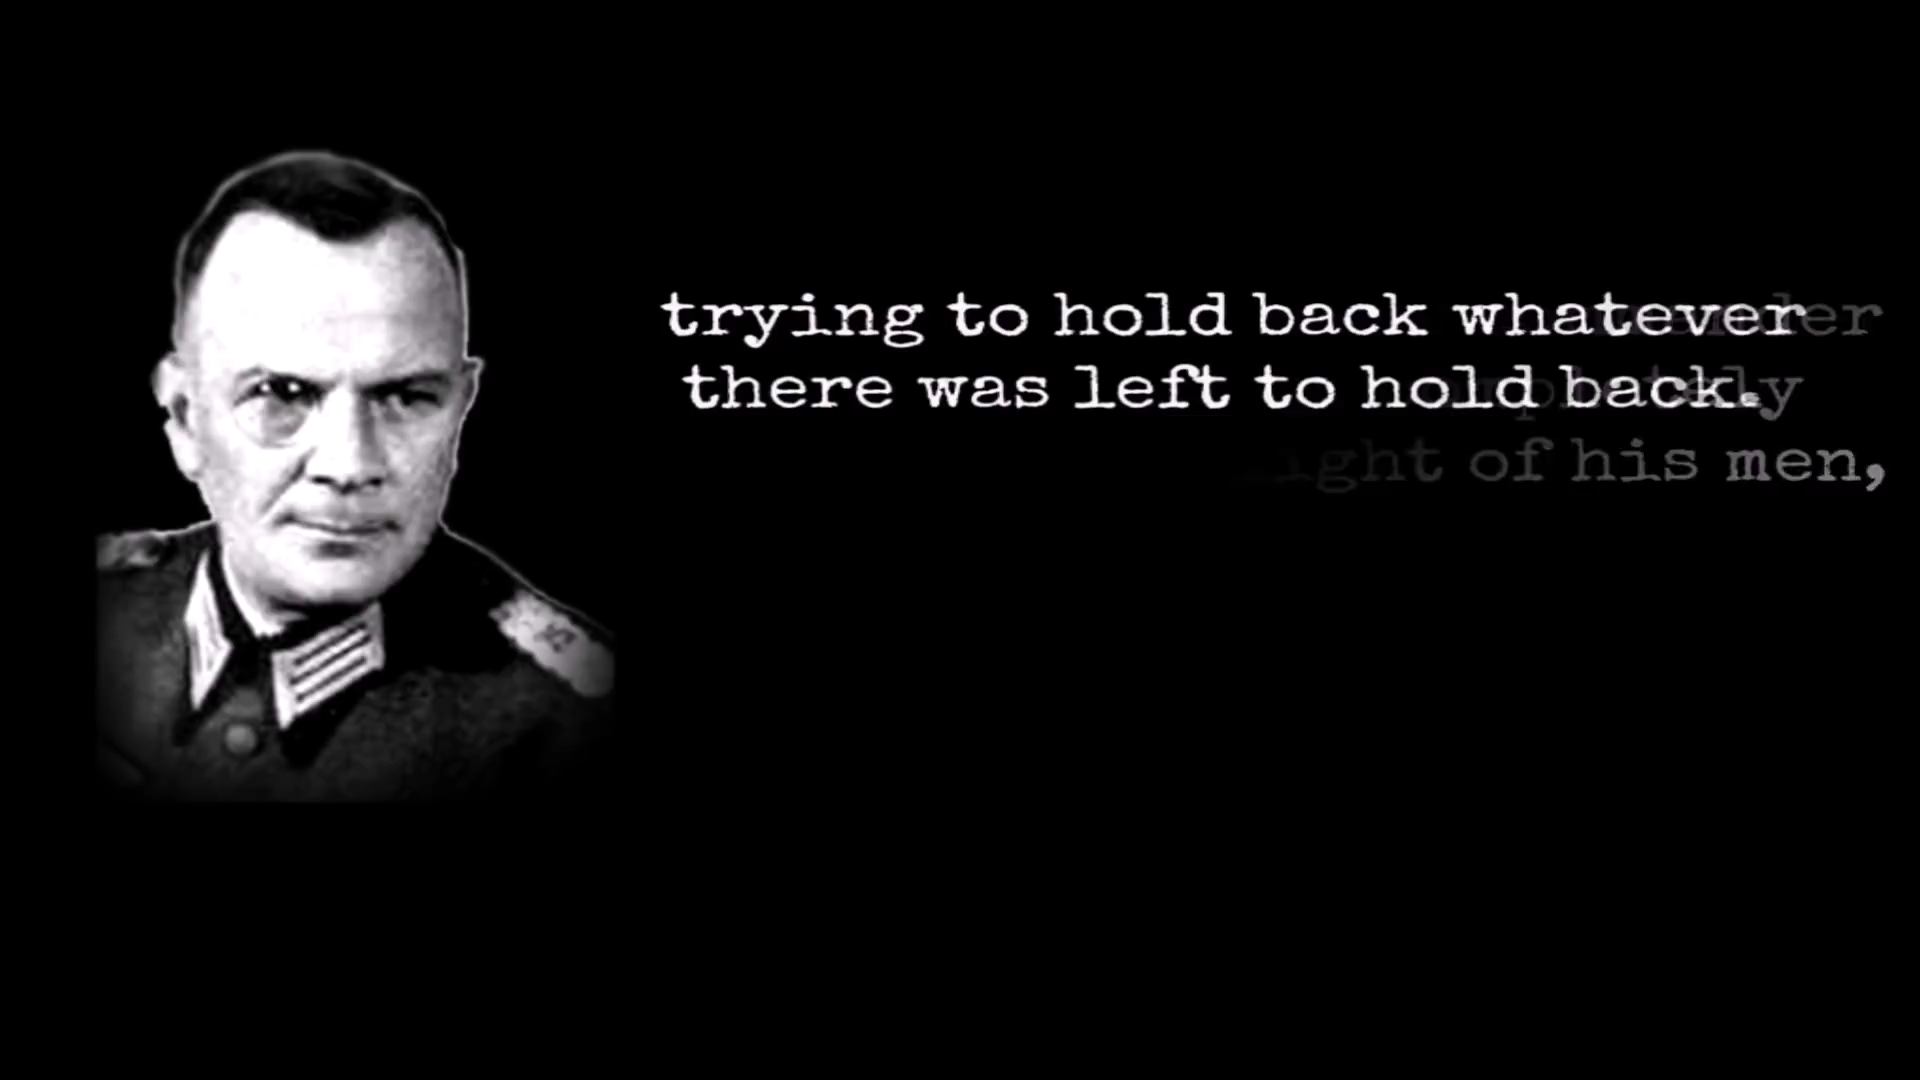 trying to hold back whatever
there was left to hold back.
of his men,